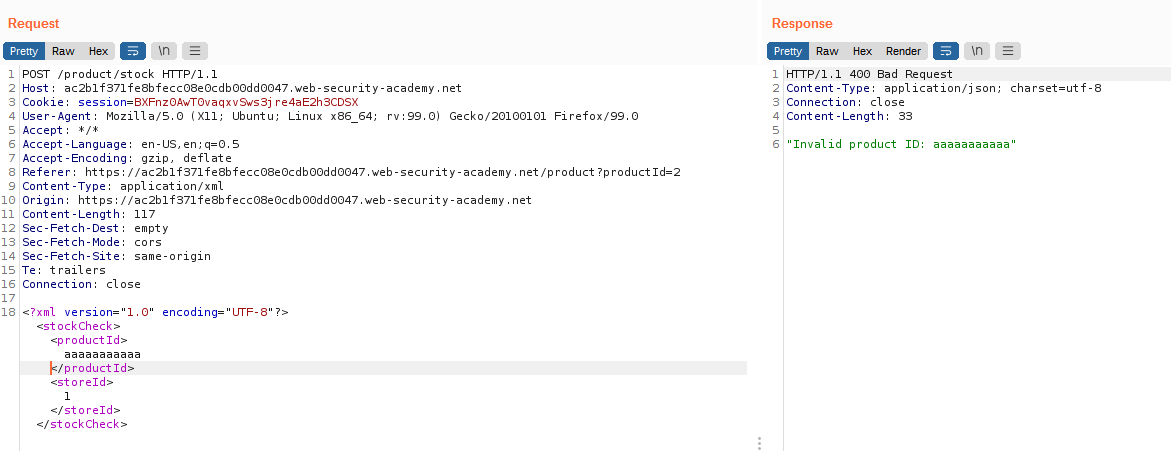 Request
Pretty Raw Hex \n
1 POST /product/stock HTTP/1.1
2 Host: ac2b1f371fe8bfecc08e0cdb00dd0047.web-security-academy.net
3 Cookie: session=BXFnz0AwT0vaqxvSws3jre4aE2h3CDSX
4 User-Agent: Mozilla/5.0 (X11; Ubuntu; Linux x86_64; rv:99.0) Gecko/20100101 Firefox/99.0
5 Accept: */*
6 Accept-Language: en-US,en;q=0.5
7 Accept-Encoding: gzip, deflate
8 Referer: https://ac2b1f371fe8bfecc08e0cdb00dd0047.web-security-academy.net/product?productId=2
9 Content-Type: application/xml
10 Origin: https://ac2b1f371fe8bfecc08e0cdb00dd0047.web-security-academy.net
11 Content-Length: 117
12 Sec-Fetch-Dest: empty
13 Sec-Fetch-Mode: cors
14 Sec-Fetch-Site: same-origin
15 Te: trailers
16 Connection: close
17
18 <?xml version="1.0" encoding="UTF-8"?>
<stockCheck>
<productId>
aaaaaaaaaaa
</productId>
<storeId>
1
</storeId>
</stockCheck>
Response
Pretty Raw Hex Render \n
1 HTTP/1.1 400 Bad Request
2 Content-Type: application/json; charset=utf-8
3 Connection: close
4 Content-Length: 33
5
6 "Invalid product ID: aaaaaaaaaaa"